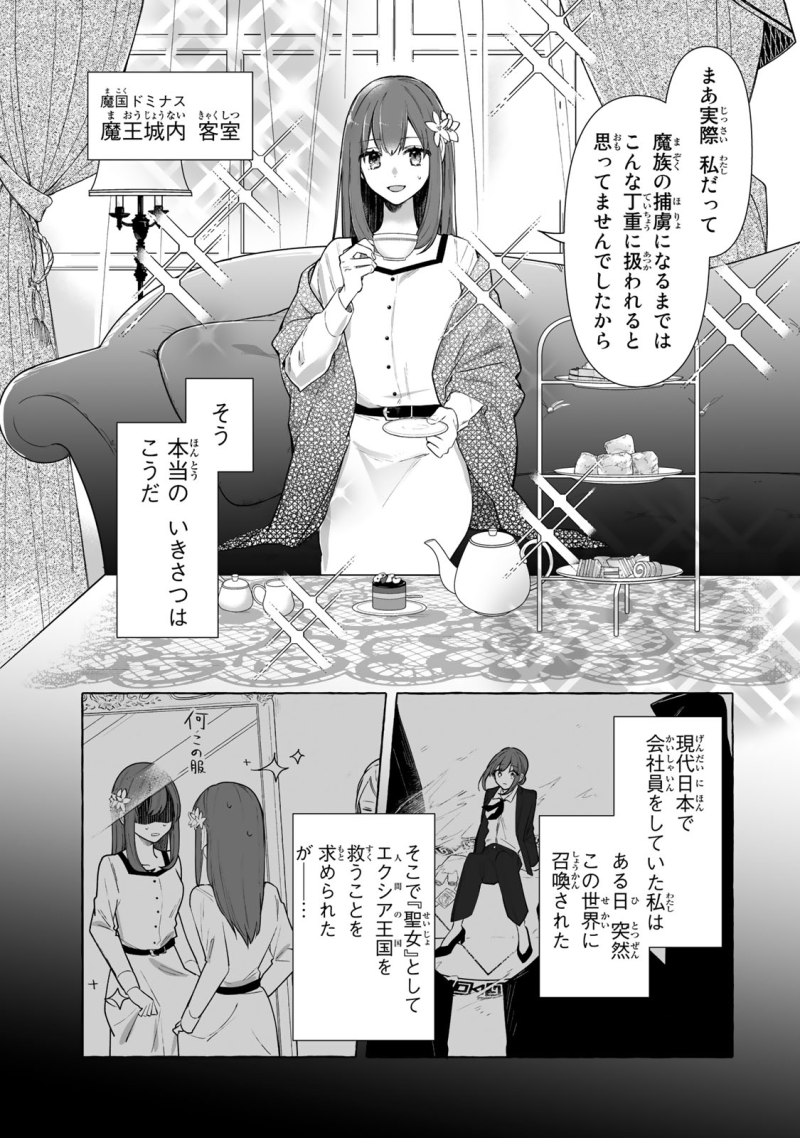 まあ実際 私だって
魔族の捕虜になるまでは
こんな丁重に扱われると
思ってませんでしたから
魔国ドミナス
魔王城内 客室
そう
本当の いきさつは
こうだ
現代日本で
会社員をしていた私は
ある日 突然
この世界に
召喚された
そこで『聖女』として
エクシア王国を
人間の国
救うことを
求められた
が――…
何この服